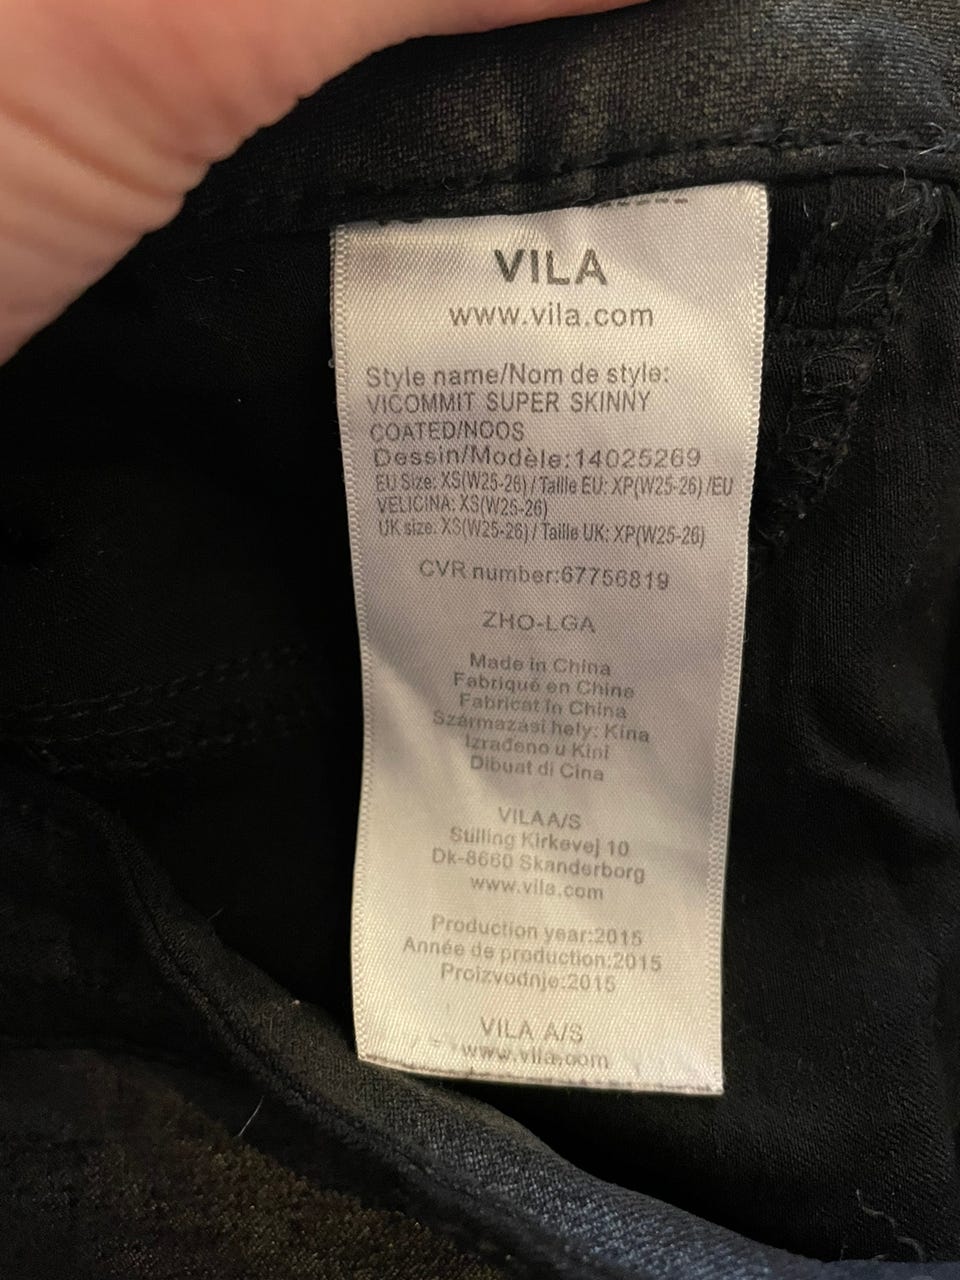 VILA
www.vila.com
Style name/Nom de style:
VICOMMIT SUPER SKINNY
COATED/NOOS
Dessin/Modèle:14025269
EU Size: XS(W25-26) / Taille EU: XP(W25-26) /EU
VELICINA: XS(W25-26)
UK size: XS(W25-26) / Taille UK: XP(W25-26)
CVR number:67756819
ZHO-LGA
Made in China
Fabriqué en Chine
Fabricat în China
Származási hely: Kína
Izrađeno u Kini
Dibuat di Cina
VILA A/S
Stilling Kirkevej 10
Dk-8660 Skanderborg
www.vila.com
Production year:2015
Année de production:2015
Proizvodnje:2015
VILA A/S
www.vila.com